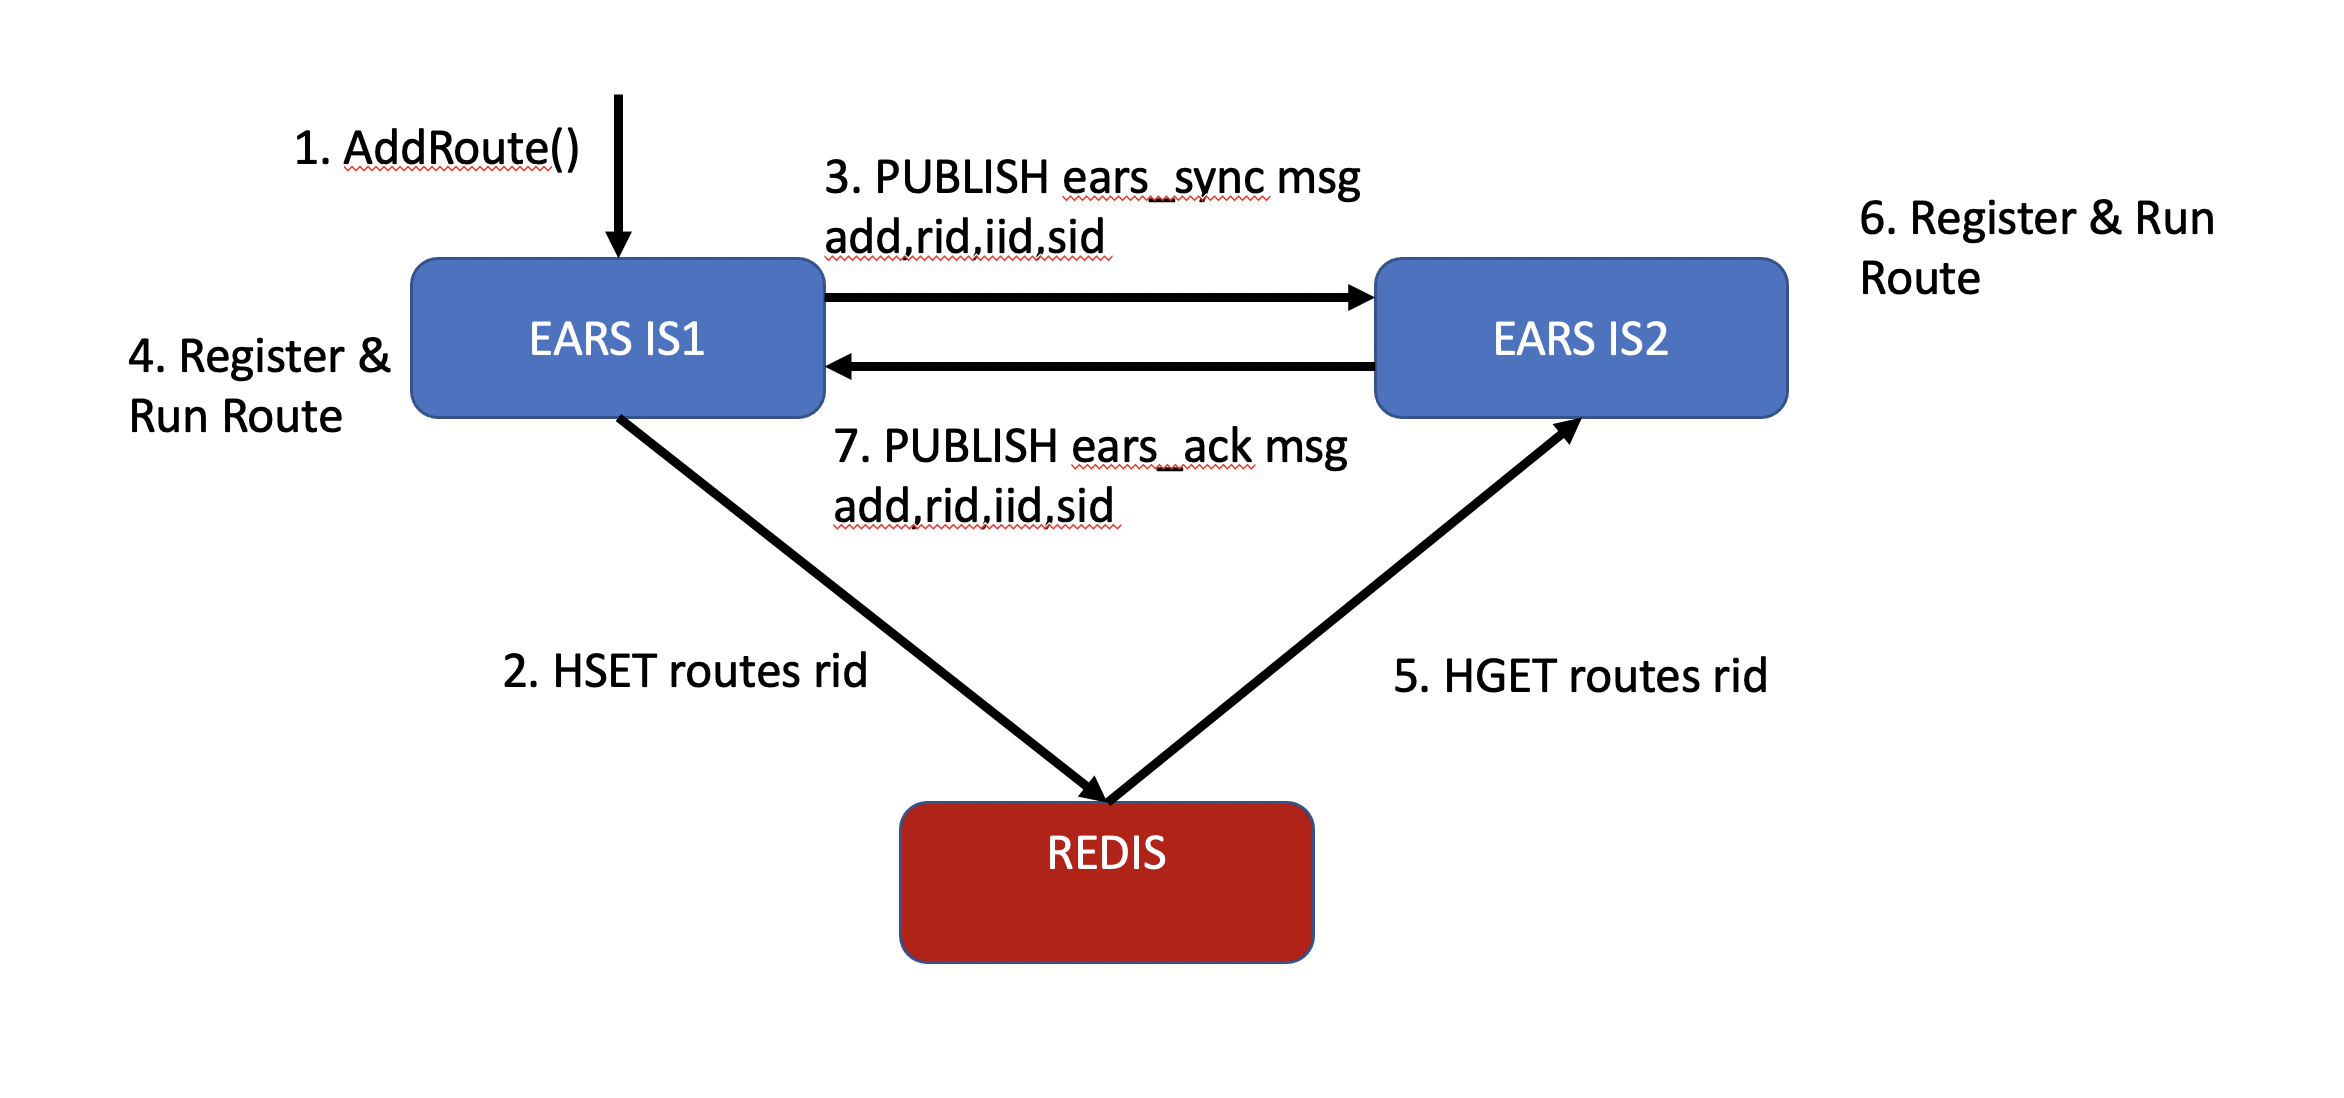 1. AddRoute()
3. PUBLISH ears_sync msg
add,rid,iid,sid
6. Register & Run
Route
EARS IS1
EARS IS2
4. Register &
Run Route
7. PUBLISH ears_ack msg
add,rid,iid,sid
2. HSET routes rid
5. HGET routes rid
REDIS